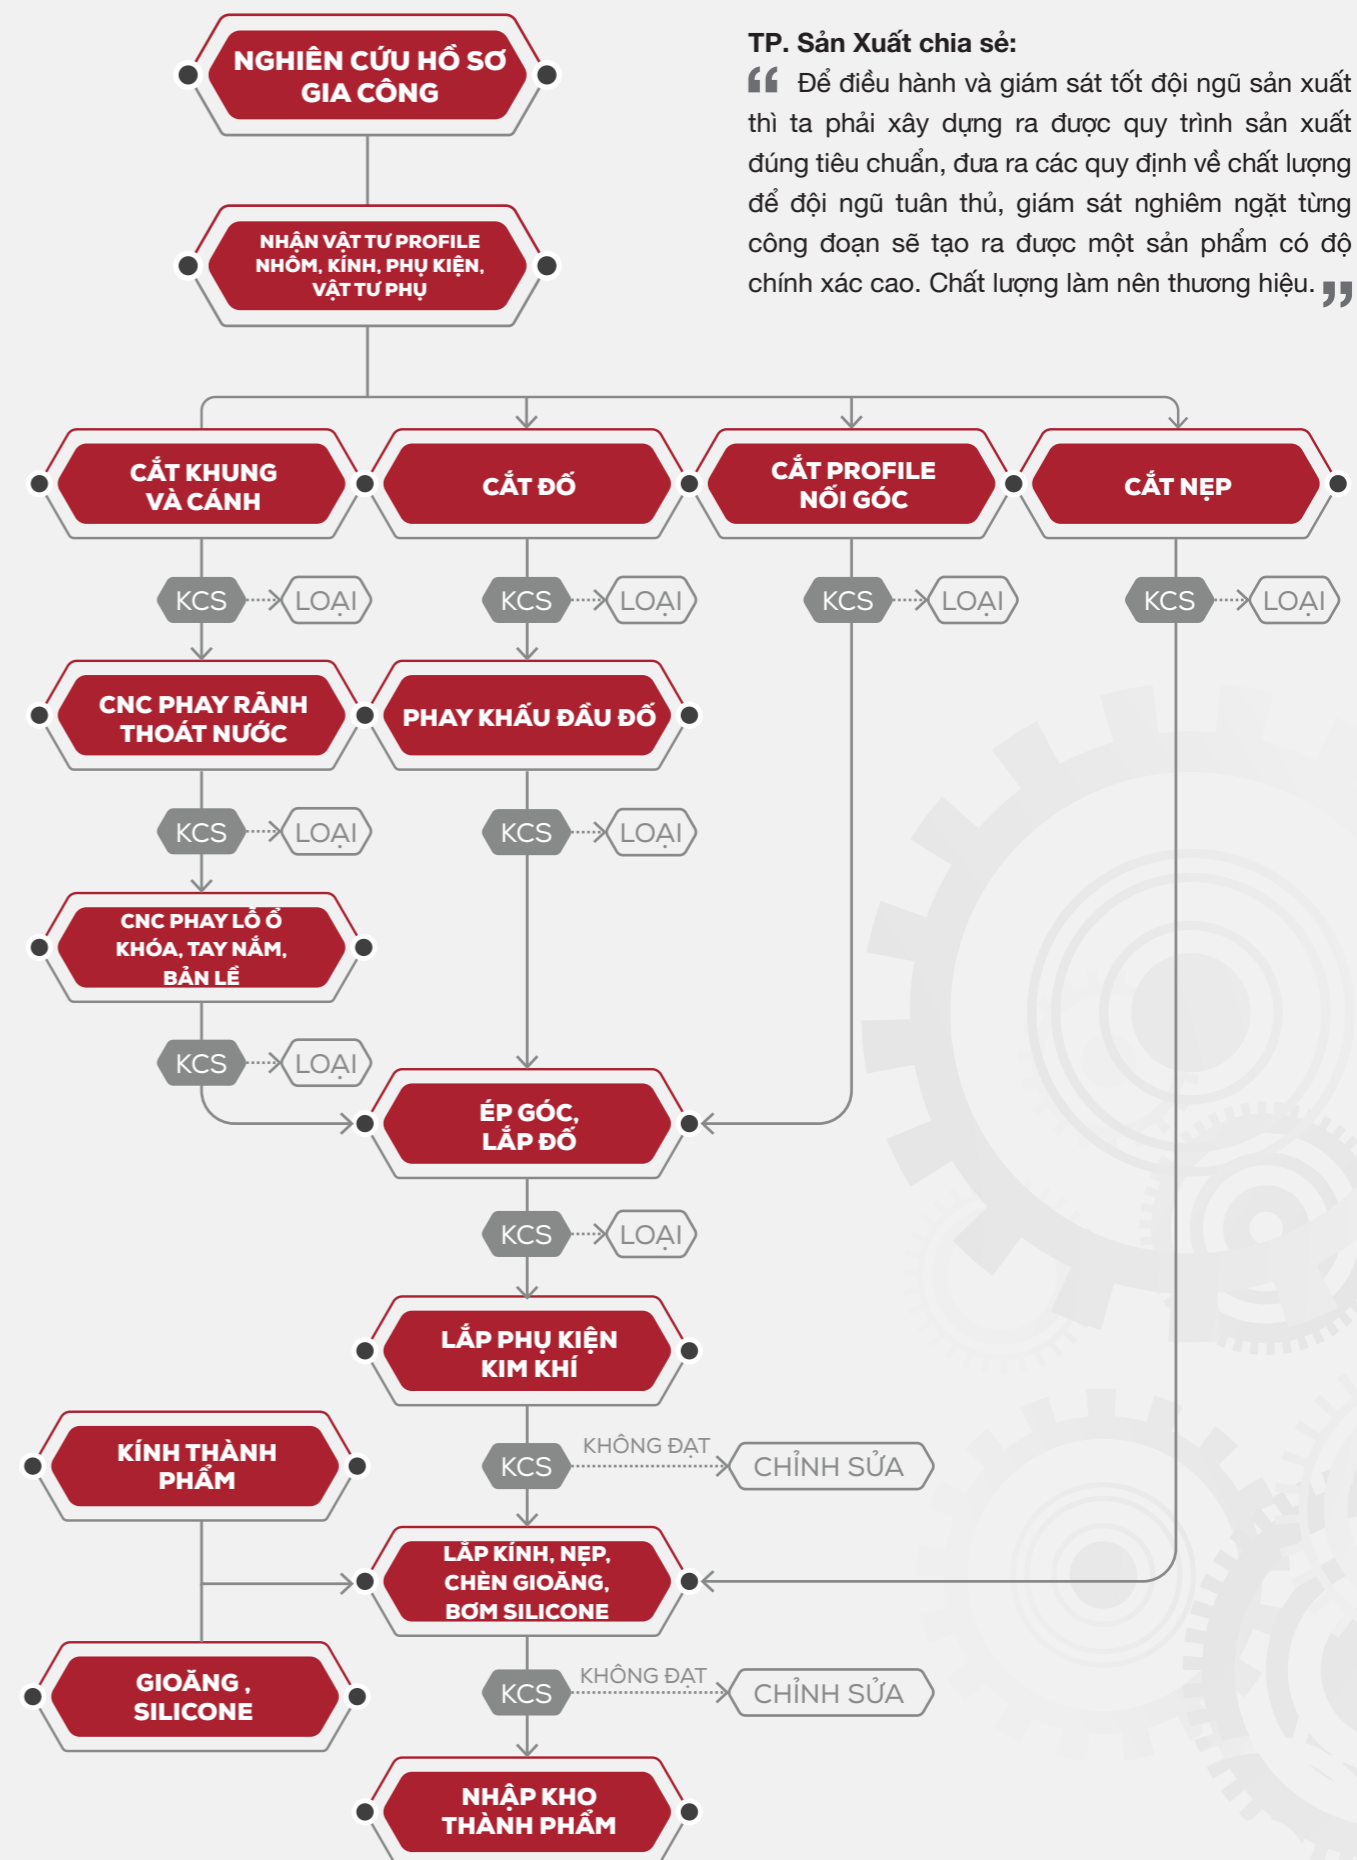 NGHIÊN CỨU HỒ SƠ
GIA CÔNG
TP. Sản Xuất chia sẻ:
“ Để điều hành và giám sát tốt đội ngũ sản xuất
thì ta phải xây dựng ra được quy trình sản xuất
đúng tiêu chuẩn, đưa ra các quy định về chất lượng
để đội ngũ tuân thủ, giám sát nghiêm ngặt từng
công đoạn sẽ tạo ra được một sản phẩm có độ
chính xác cao. Chất lượng làm nên thương hiệu. ”
NHẬN VẬT TƯ PROFILE
NHÔM, KÍNH, PHỤ KIỆN,
VẬT TƯ PHỤ
CẮT KHUNG
VÀ CÁNH
CẮT ĐỐ
CẮT PROFILE
NỐI GÓC
CẮT NẸP
KCS LOẠI
KCS LOẠI
KCS LOẠI
KCS LOẠI
CNC PHAY RÃNH
THOÁT NƯỚC
PHAY KHẤU ĐẦU ĐỐ
KCS LOẠI
KCS LOẠI
CNC PHAY LỖ Ổ
KHÓA, TAY NẮM,
BẢN LỀ
KCS LOẠI
ÉP GÓC,
LẮP ĐỐ
KCS LOẠI
LẮP PHỤ KIỆN
KIM KHÍ
KÍNH THÀNH
PHẨM
KCS KHÔNG ĐẠT CHỈNH SỬA
LẮP KÍNH, NẸP,
CHÈN GIOĂNG,
BƠM SILICONE
GIOĂNG ,
SILICONE
KCS KHÔNG ĐẠT CHỈNH SỬA
NHẬP KHO
THÀNH PHẨM